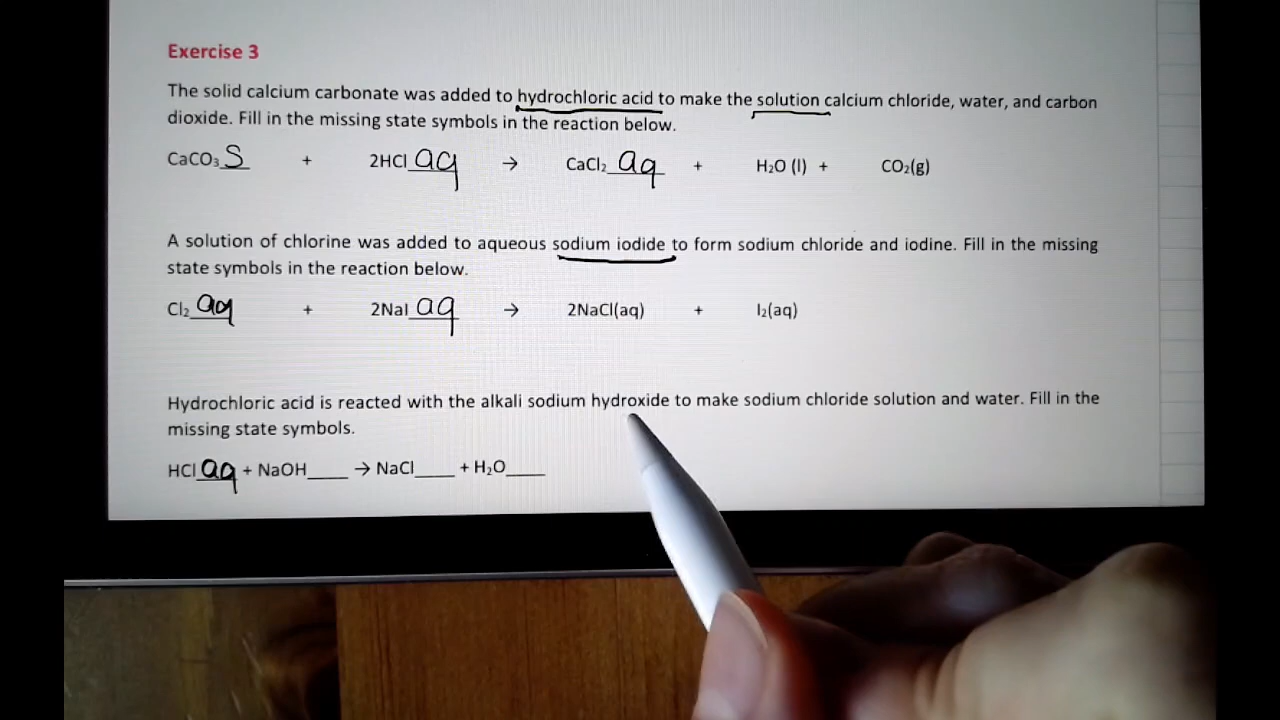 Exercise 3
The solid calcium carbonate was added to hydrochloric acid to make the solution calcium chloride, water, and carbon
dioxide. Fill in the missing state symbols in the reaction below.
CaCO₃ S + 2HCl aq → CaCl₂ aq + H₂O (l) + CO₂(g)
A solution of chlorine was added to aqueous sodium iodide to form sodium chloride and iodine. Fill in the missing
state symbols in the reaction below.
Cl₂ aq + 2NaI aq → 2NaCl(aq) + I₂(aq)
Hydrochloric acid is reacted with the alkali sodium hydroxide to make sodium chloride solution and water. Fill in the
missing state symbols.
HCl aq + NaOH____ → NaCl____ + H₂O____